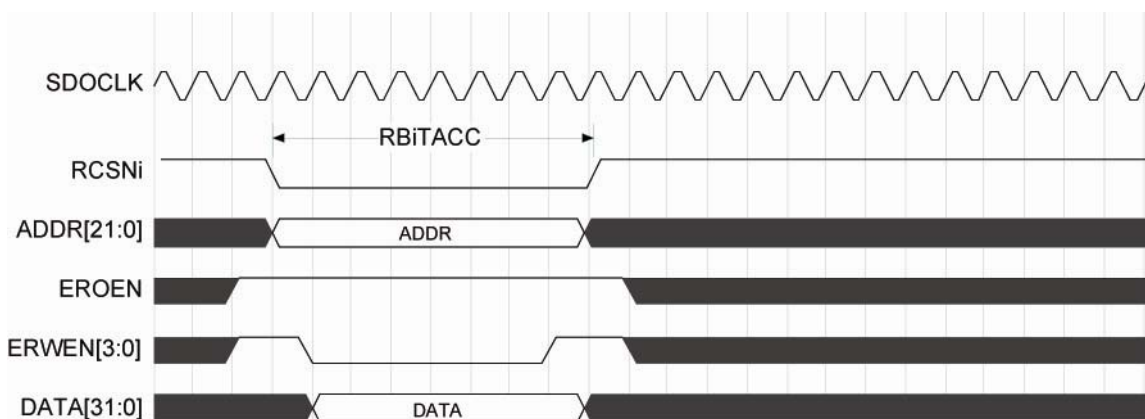 SDOCLK
RBiTACC
RCSNi
ADDR[21:0]
ADDR
EROEN
ERWEN[3:0]
DATA[31:0]
DATA